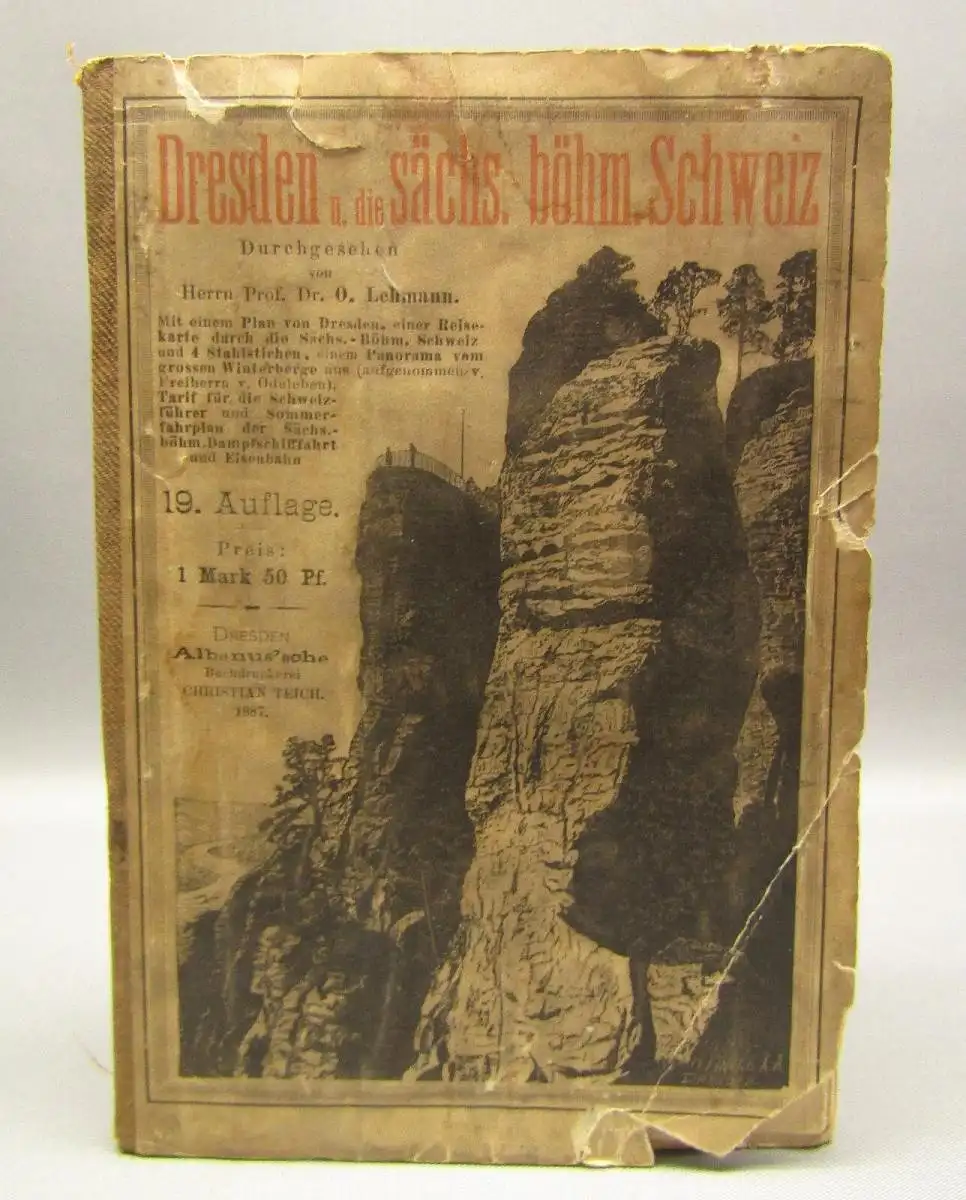 Dresden u. die sächs. böhm. Schweiz
Durchgesehen
von
Herrn Prof. Dr. O. Lehmann.
Mit einem Plan von Dresden, einer Reise-
karte durch die Sächs.-Böhm. Schweiz
und 4 Stahlstichen, einem Panorama vom
grossen Winterberge aus (aufgenommen v.
Freiherrn v. Odeleben),
Tarif für die Schweiz-
führer und Sommer-
fahrplan der Sächs.-
böhm. Dampfschifffahrt
und Eisenbahn
19. Auflage.
Preis:
1 Mark 50 Pf.
DRESDEN
Albanus'sche
Buchdruckerei
CHRISTIAN TEICH.
1887.